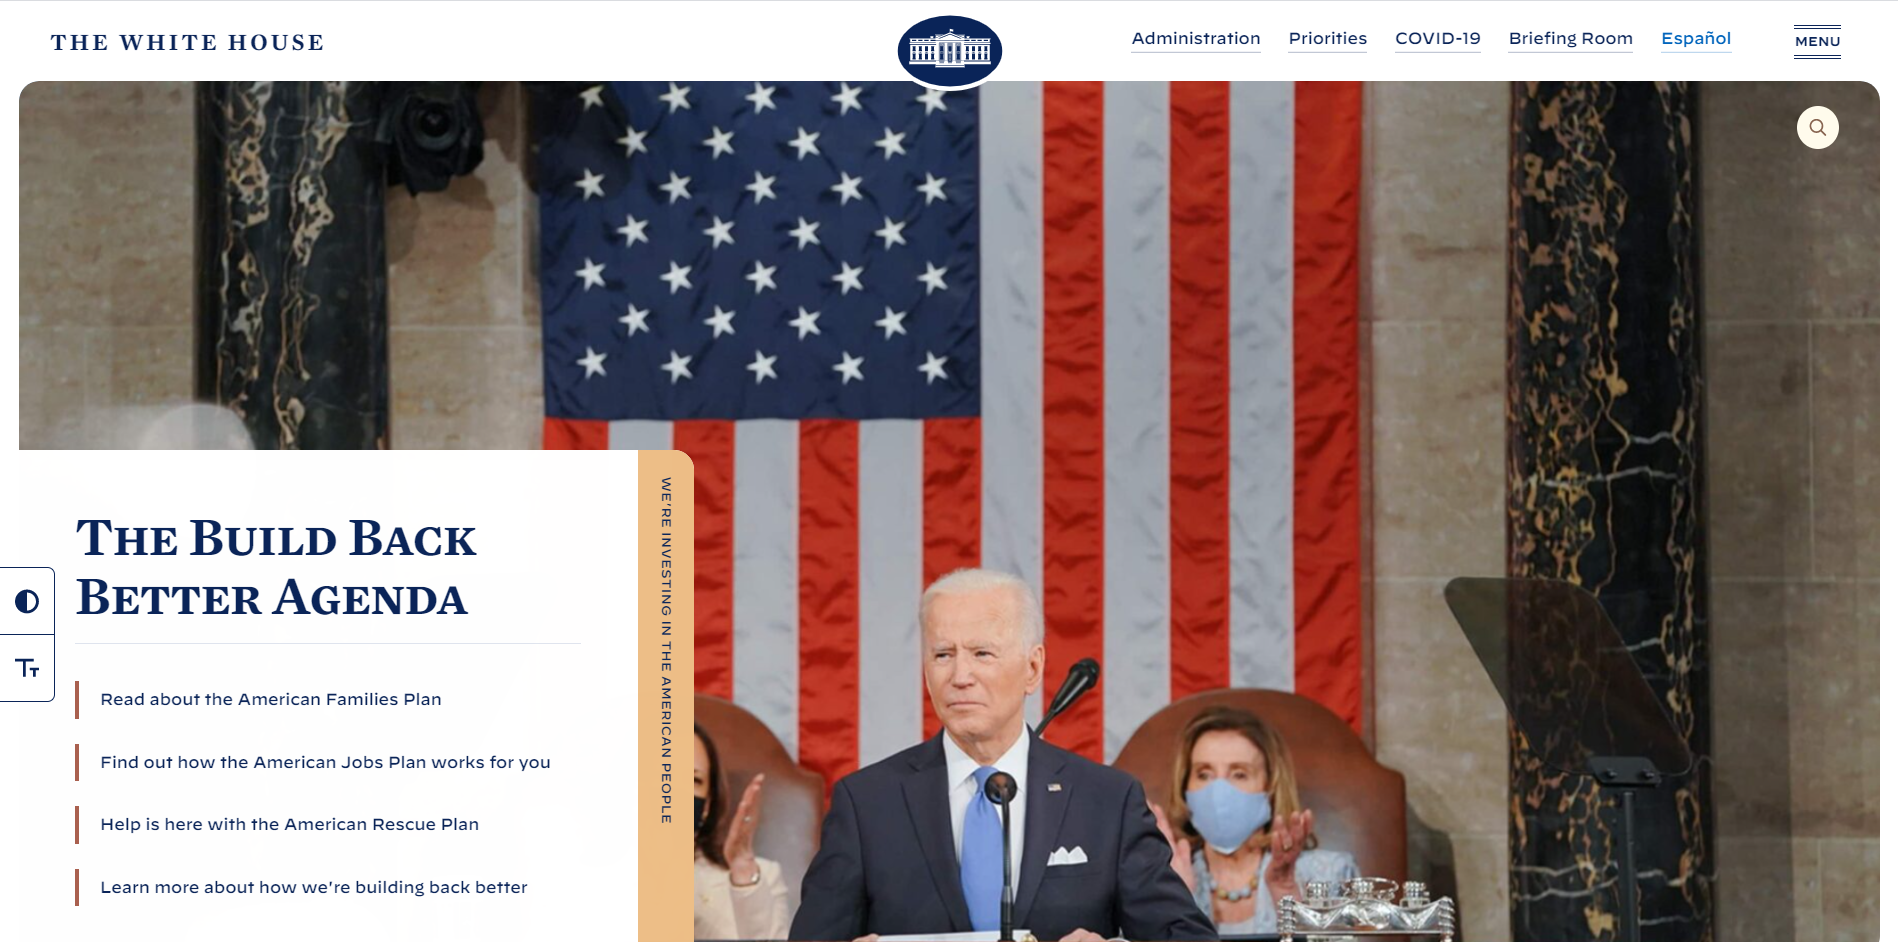 THE WHITE HOUSE
Administration Priorities COVID-19 Briefing Room Español
MENU
THE BUILD BACK
BETTER AGENDA
Read about the American Families Plan
Find out how the American Jobs Plan works for you
Help is here with the American Rescue Plan
Learn more about how we're building back better
WE'RE INVESTING IN THE AMERICAN PEOPLE